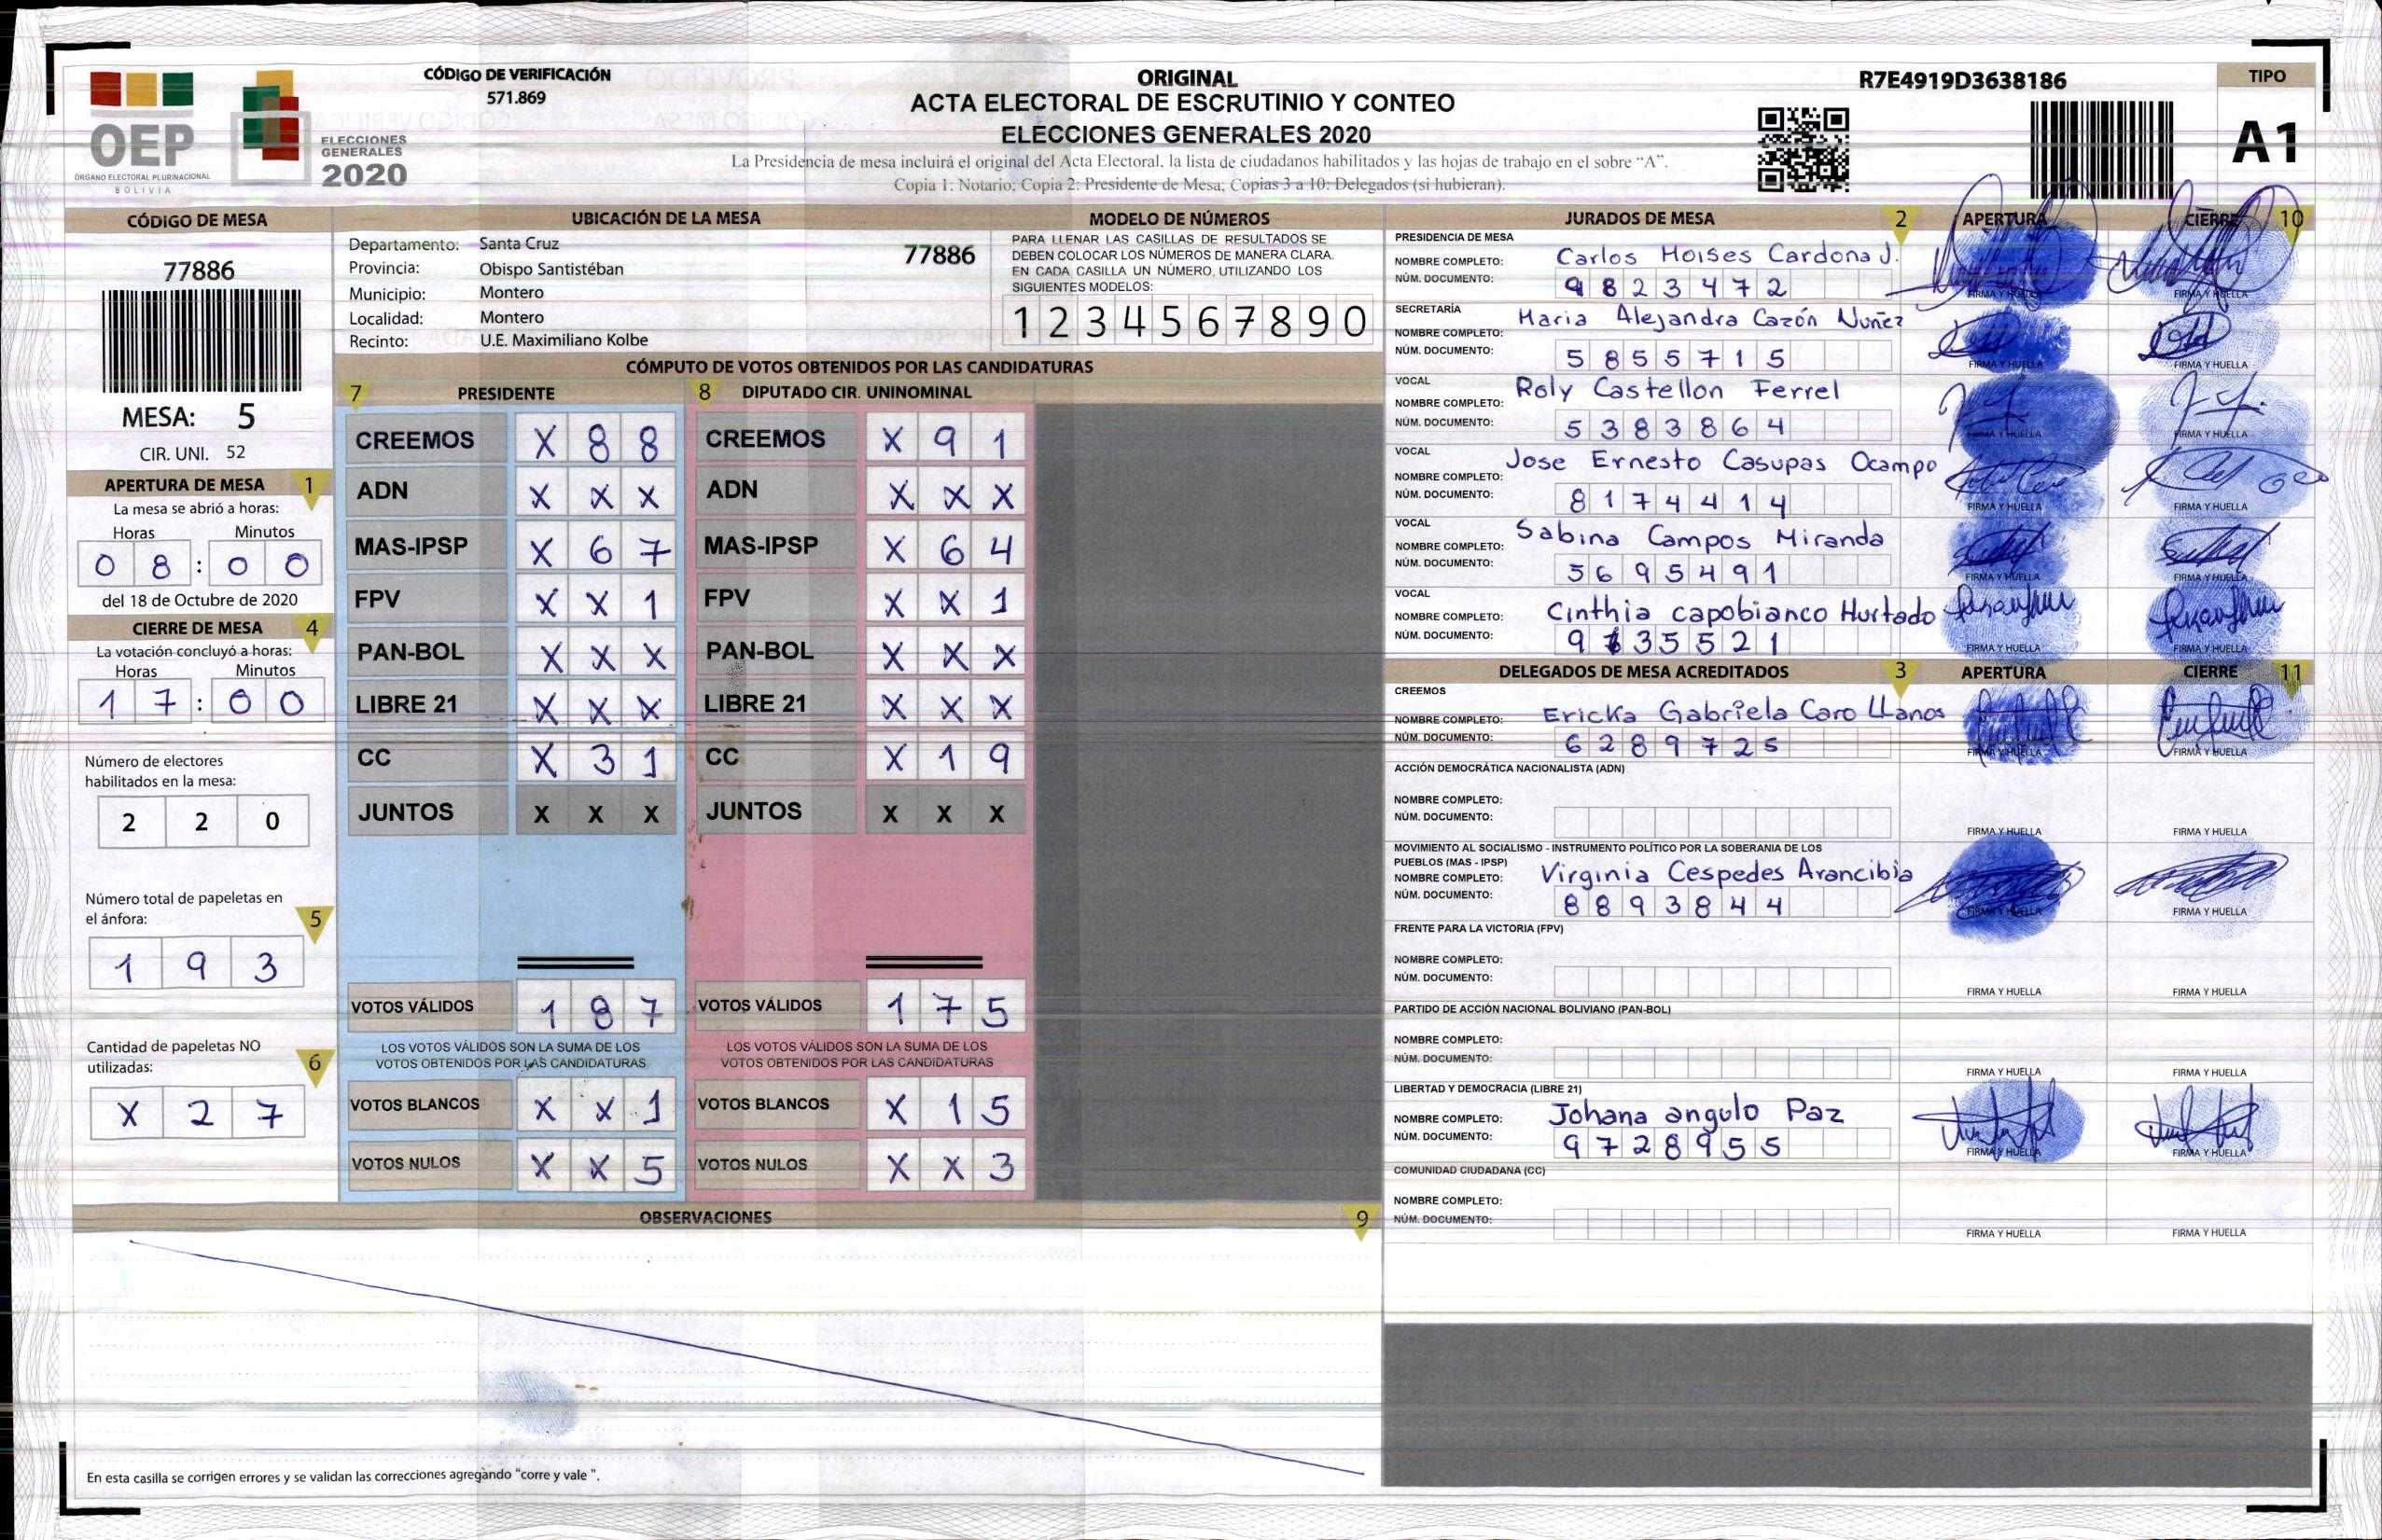 CÓDIGO DE VERIFICACIÓN
571.869
OEP
ÓRGANO ELECTORAL PLURINACIONAL
BOLIVIA
ELECCIONES
GENERALES
2020
ORIGINAL
ACTA ELECTORAL DE ESCRUTINIO Y CONTEO
ELECCIONES GENERALES 2020
La Presidencia de mesa incluirá el original del Acta Electoral, la lista de ciudadanos habilitados y las hojas de trabajo en el sobre “A”.
Copia 1: Notario; Copia 2: Presidente de Mesa; Copias 3 a 10: Delegados (si hubieran).
R7E4919D3638186
TIPO
A1
CÓDIGO DE MESA
77886
MESA: 5
CIR. UNI. 52
APERTURA DE MESA 1
La mesa se abrió a horas:
Horas Minutos
0 8 : 0 0
del 18 de Octubre de 2020
CIERRE DE MESA 4
La votación concluyó a horas:
Horas Minutos
1 7 : 0 0
Número de electores
habilitados en la mesa:
2 2 0
Número total de papeletas en
el ánfora: 5
1 9 3
Cantidad de papeletas NO
utilizadas: 6
X 2 7
UBICACIÓN DE LA MESA
Departamento: Santa Cruz
77886
Provincia: Obispo Santistéban
Municipio: Montero
Localidad: Montero
Recinto: U.E. Maximiliano Kolbe
MODELO DE NÚMEROS
PARA LLENAR LAS CASILLAS DE RESULTADOS SE
DEBEN COLOCAR LOS NÚMEROS DE MANERA CLARA.
EN CADA CASILLA UN NÚMERO, UTILIZANDO LOS
SIGUIENTES MODELOS:
1 2 3 4 5 6 7 8 9 0
CÓMPUTO DE VOTOS OBTENIDOS POR LAS CANDIDATURAS
7 PRESIDENTE
CREEMOS X 8 8
ADN X X X
MAS-IPSP X 6 7
FPV X X 1
PAN-BOL X X X
LIBRE 21 X X X
CC X 3 1
JUNTOS X X X
VOTOS VÁLIDOS 1 8 7
LOS VOTOS VÁLIDOS SON LA SUMA DE LOS
VOTOS OBTENIDOS POR LAS CANDIDATURAS
VOTOS BLANCOS X X 1
VOTOS NULOS X X 5
8 DIPUTADO CIR. UNINOMINAL
CREEMOS X 9 1
ADN X X X
MAS-IPSP X 6 4
FPV X X 1
PAN-BOL X X X
LIBRE 21 X X X
CC X 1 9
JUNTOS X X X
VOTOS VÁLIDOS 1 7 5
LOS VOTOS VÁLIDOS SON LA SUMA DE LOS
VOTOS OBTENIDOS POR LAS CANDIDATURAS
VOTOS BLANCOS X 1 5
VOTOS NULOS X X 3
OBSERVACIONES 9
En esta casilla se corrigen errores y se validan las correcciones agregando "corre y vale ".
JURADOS DE MESA 2 APERTURA CIERRE 10
PRESIDENCIA DE MESA
NOMBRE COMPLETO: Carlos Moises Cardona J.
NÚM. DOCUMENTO: 9 8 2 3 4 7 2
FIRMA Y HUELLA FIRMA Y HUELLA
SECRETARÍA
NOMBRE COMPLETO: Maria Alejandra Cazón Nuñez
NÚM. DOCUMENTO: 5 8 5 5 7 1 5
FIRMA Y HUELLA FIRMA Y HUELLA
VOCAL
NOMBRE COMPLETO: Roly Castellon Ferrel
NÚM. DOCUMENTO: 5 3 8 3 8 6 4
FIRMA Y HUELLA FIRMA Y HUELLA
VOCAL
NOMBRE COMPLETO: Jose Ernesto Casupas Ocampo
NÚM. DOCUMENTO: 8 1 7 4 4 1 4
FIRMA Y HUELLA FIRMA Y HUELLA
VOCAL
NOMBRE COMPLETO: Sabina Campos Miranda
NÚM. DOCUMENTO: 5 6 9 5 4 9 1
FIRMA Y HUELLA FIRMA Y HUELLA
VOCAL
NOMBRE COMPLETO: Cinthia capobianco Hurtado
NÚM. DOCUMENTO: 9 3 5 5 2 1
FIRMA Y HUELLA FIRMA Y HUELLA
DELEGADOS DE MESA ACREDITADOS 3 APERTURA CIERRE 11
CREEMOS
NOMBRE COMPLETO: Ericka Gabriela Caro Llanos
NÚM. DOCUMENTO: 6 2 8 9 7 2 5
FIRMA Y HUELLA FIRMA Y HUELLA
ACCIÓN DEMOCRÁTICA NACIONALISTA (ADN)
NOMBRE COMPLETO:
NÚM. DOCUMENTO:
FIRMA Y HUELLA FIRMA Y HUELLA
MOVIMIENTO AL SOCIALISMO - INSTRUMENTO POLÍTICO POR LA SOBERANIA DE LOS
PUEBLOS (MAS - IPSP)
NOMBRE COMPLETO: Virginia Cespedes Arancibia
NÚM. DOCUMENTO: 8 8 9 3 8 4 4
FIRMA Y HUELLA FIRMA Y HUELLA
FRENTE PARA LA VICTORIA (FPV)
NOMBRE COMPLETO:
NÚM. DOCUMENTO:
FIRMA Y HUELLA FIRMA Y HUELLA
PARTIDO DE ACCIÓN NACIONAL BOLIVIANO (PAN-BOL)
NOMBRE COMPLETO:
NÚM. DOCUMENTO:
FIRMA Y HUELLA FIRMA Y HUELLA
LIBERTAD Y DEMOCRACIA (LIBRE 21)
NOMBRE COMPLETO: Johana angulo Paz
NÚM. DOCUMENTO: 9 7 2 8 9 5 5
FIRMA Y HUELLA FIRMA Y HUELLA
COMUNIDAD CIUDADANA (CC)
NOMBRE COMPLETO:
NÚM. DOCUMENTO:
FIRMA Y HUELLA FIRMA Y HUELLA